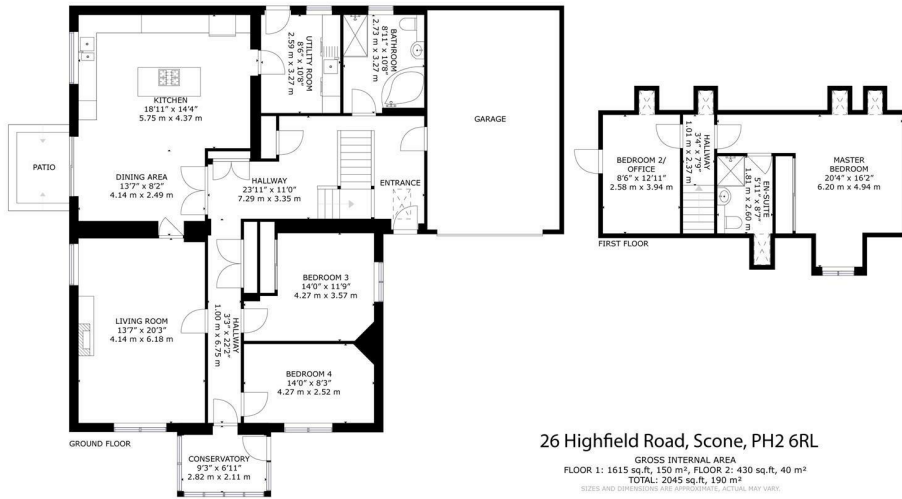 UTILITY ROOM
8'6" x 10'8"
2.59 m x 3.27 m
BATHROOM
8'11" x 10'8"
2.73 m x 3.27 m
KITCHEN
18'11" x 14'4"
5.75 m x 4.37 m
GARAGE
PATIO
DINING AREA
13'7" x 8'2"
4.14 m x 2.49 m
HALLWAY
23'11" x 11'0"
7.29 m x 3.35 m
ENTRANCE
LIVING ROOM
13'7" x 20'3"
4.14 m x 6.18 m
HALLWAY
3'3" x 22'2"
1.00 m x 6.75 m
BEDROOM 3
14'0" x 11'9"
4.27 m x 3.57 m
BEDROOM 4
14'0" x 8'3"
4.27 m x 2.52 m
GROUND FLOOR
CONSERVATORY
9'3" x 6'11"
2.82 m x 2.11 m
BEDROOM 2/
OFFICE
8'6" x 12'11"
2.58 m x 3.94 m
HALLWAY
3'4" x 7'9"
1.01 m x 2.37 m
EN-SUITE
5'11" x 8'7"
1.81 m x 2.60 m
MASTER
BEDROOM
20'4" x 16'2"
6.20 m x 4.94 m
FIRST FLOOR
26 Highfield Road, Scone, PH2 6RL
GROSS INTERNAL AREA
FLOOR 1: 1615 sq.ft, 150 m², FLOOR 2: 430 sq.ft, 40 m²
TOTAL: 2045 sq.ft, 190 m²
SIZES AND DIMENSIONS ARE APPROXIMATE, ACTUAL MAY VARY.